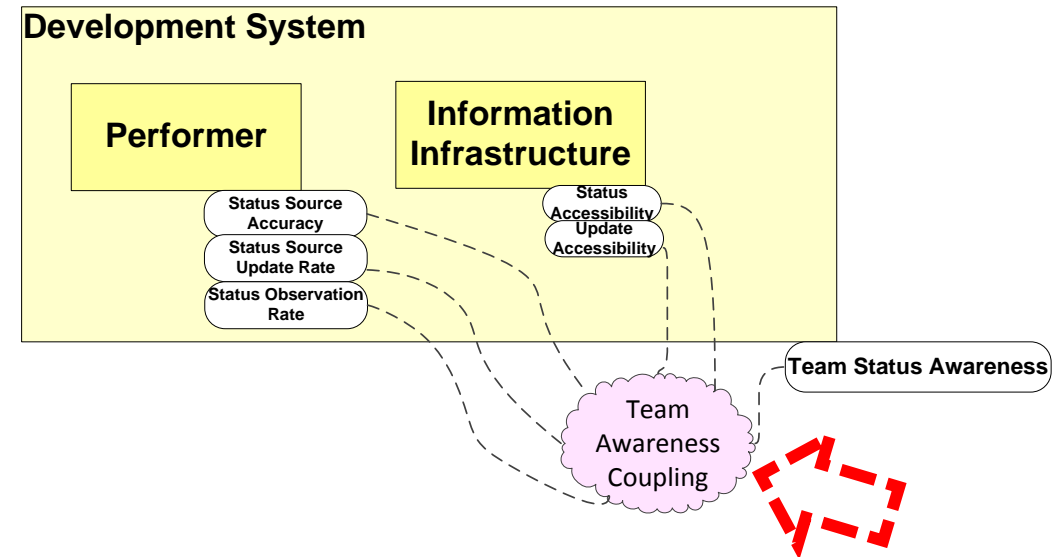 Development System
Performer
Information
Infrastructure
Status Source
Accuracy
Status Source
Update Rate
Status Observation
Rate
Status
Accessibility
Update
Accessibility
Team Status Awareness
Team
Awareness
Coupling